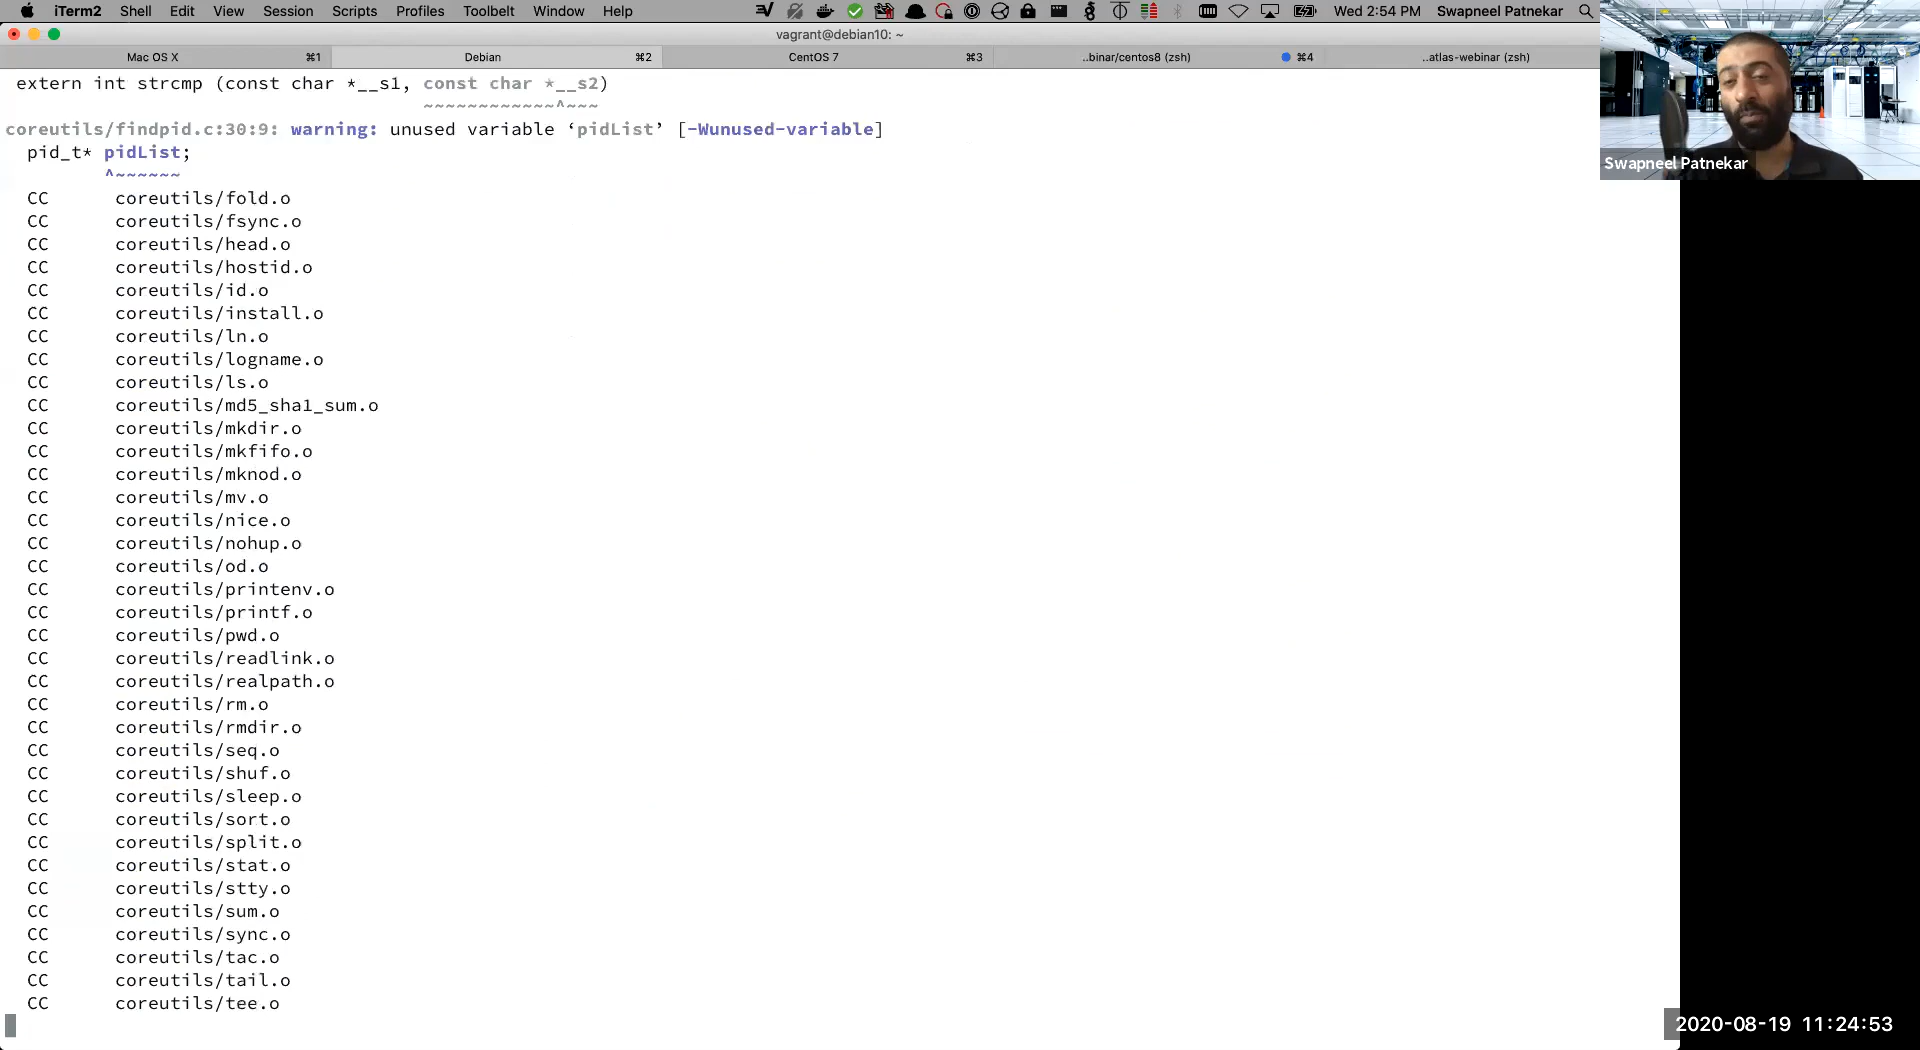 iTerm2 Shell Edit View Session Scripts Profiles Toolbelt Window Help Wed 2:54 PM Swapneel Patnekar
vagrant@debian10: ~
Mac OS X ⌘1 Debian ⌘2 CentOS 7 ⌘3 ..binar/centos8 (zsh) ⌘4 ..atlas-webinar (zsh)
extern int strcmp (const char *__s1, const char *__s2)
~~~~~~~~~~~~^~~~
coreutils/findpid.c:30:9: warning: unused variable ‘pidList’ [-Wunused-variable]
pid_t* pidList;
^~~~~~~
CC coreutils/fold.o
CC coreutils/fsync.o
CC coreutils/head.o
CC coreutils/hostid.o
CC coreutils/id.o
CC coreutils/install.o
CC coreutils/ln.o
CC coreutils/logname.o
CC coreutils/ls.o
CC coreutils/md5_sha1_sum.o
CC coreutils/mkdir.o
CC coreutils/mkfifo.o
CC coreutils/mknod.o
CC coreutils/mv.o
CC coreutils/nice.o
CC coreutils/nohup.o
CC coreutils/od.o
CC coreutils/printenv.o
CC coreutils/printf.o
CC coreutils/pwd.o
CC coreutils/readlink.o
CC coreutils/realpath.o
CC coreutils/rm.o
CC coreutils/rmdir.o
CC coreutils/seq.o
CC coreutils/shuf.o
CC coreutils/sleep.o
CC coreutils/sort.o
CC coreutils/split.o
CC coreutils/stat.o
CC coreutils/stty.o
CC coreutils/sum.o
CC coreutils/sync.o
CC coreutils/tac.o
CC coreutils/tail.o
CC coreutils/tee.o
Swapneel Patnekar
2020-08-19 11:24:53